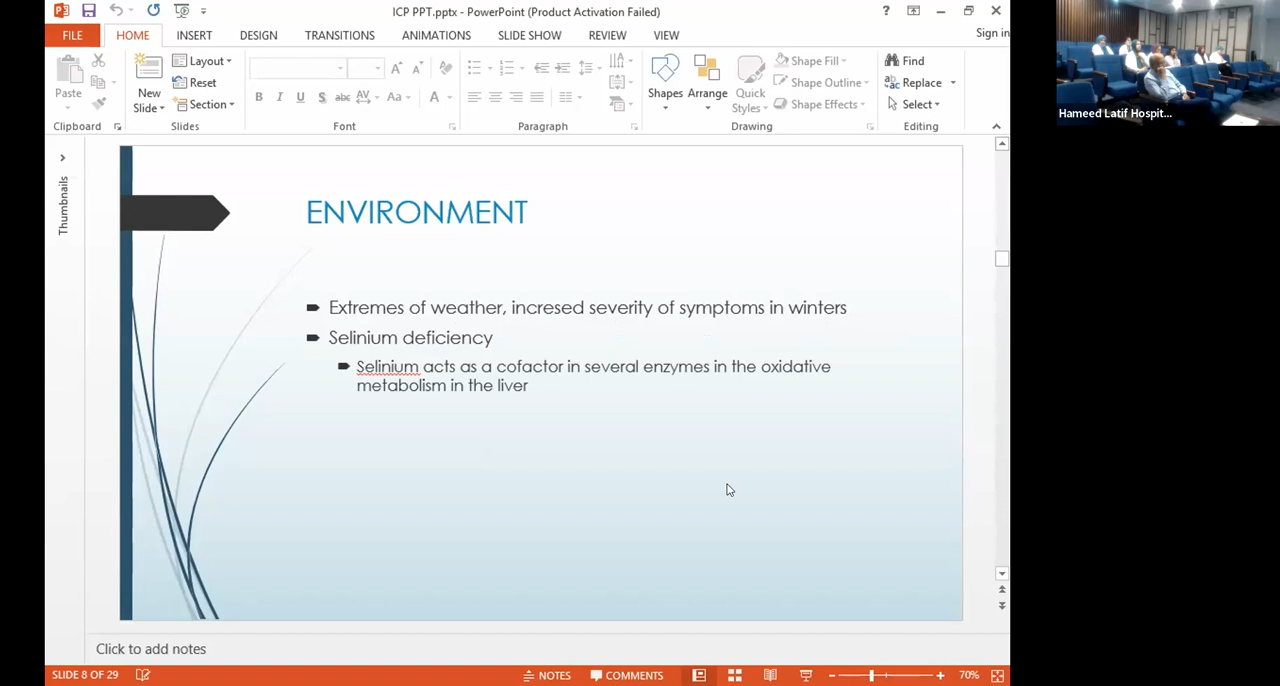 ICP PPT.pptx - PowerPoint (Product Activation Failed)
?
FILE HOME INSERT DESIGN TRANSITIONS ANIMATIONS SLIDE SHOW REVIEW VIEW Sign in
Paste
New
Slide
Layout
Reset
Section
B I U S abc AV Aa A
Shapes
Arrange
Quick
Styles
Shape Fill
Shape Outline
Shape Effects
Find
Replace
Select
Clipboard Slides Font Paragraph Drawing Editing
Thumbnails
ENVIRONMENT
Extremes of weather, incresed severity of symptoms in winters
Selinium deficiency
Selinium acts as a cofactor in several enzymes in the oxidative
metabolism in the liver
Click to add notes
SLIDE 8 OF 29 NOTES COMMENTS 70%
Hameed Latif Hospit...